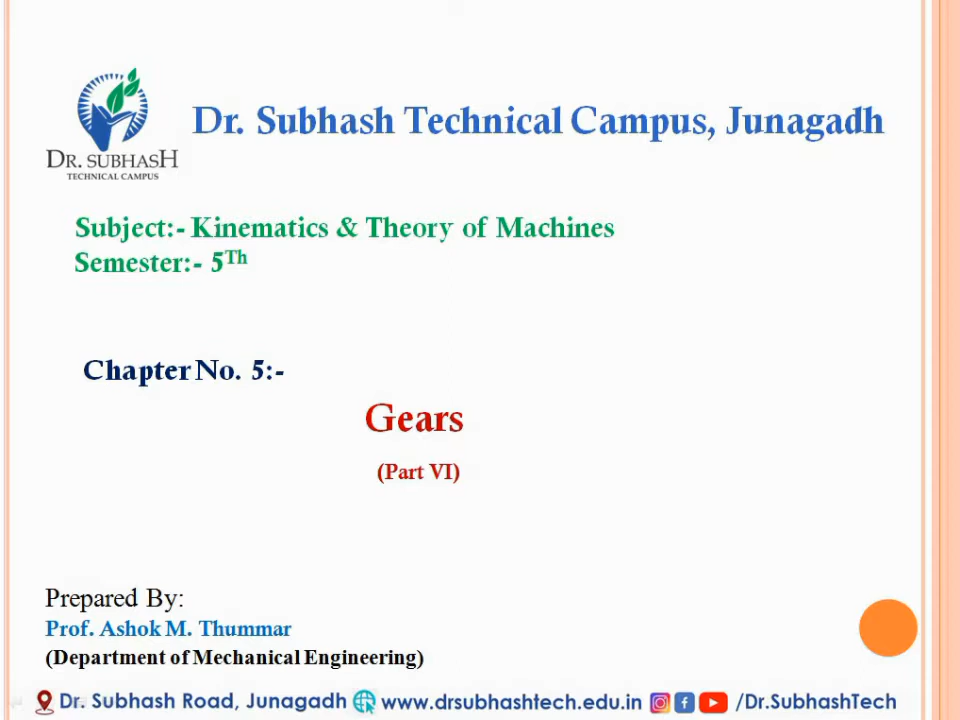 Dr. Subhash Technical Campus, Junagadh
DR. SUBHASH
TECHNICAL CAMPUS
Subject:- Kinematics & Theory of Machines
Semester:- 5Th
Chapter No. 5:-
Gears
(Part VI)
Prepared By:
Prof. Ashok M. Thummar
(Department of Mechanical Engineering)
Dr. Subhash Road, Junagadh www.drsubhashtech.edu.in /Dr.SubhashTech